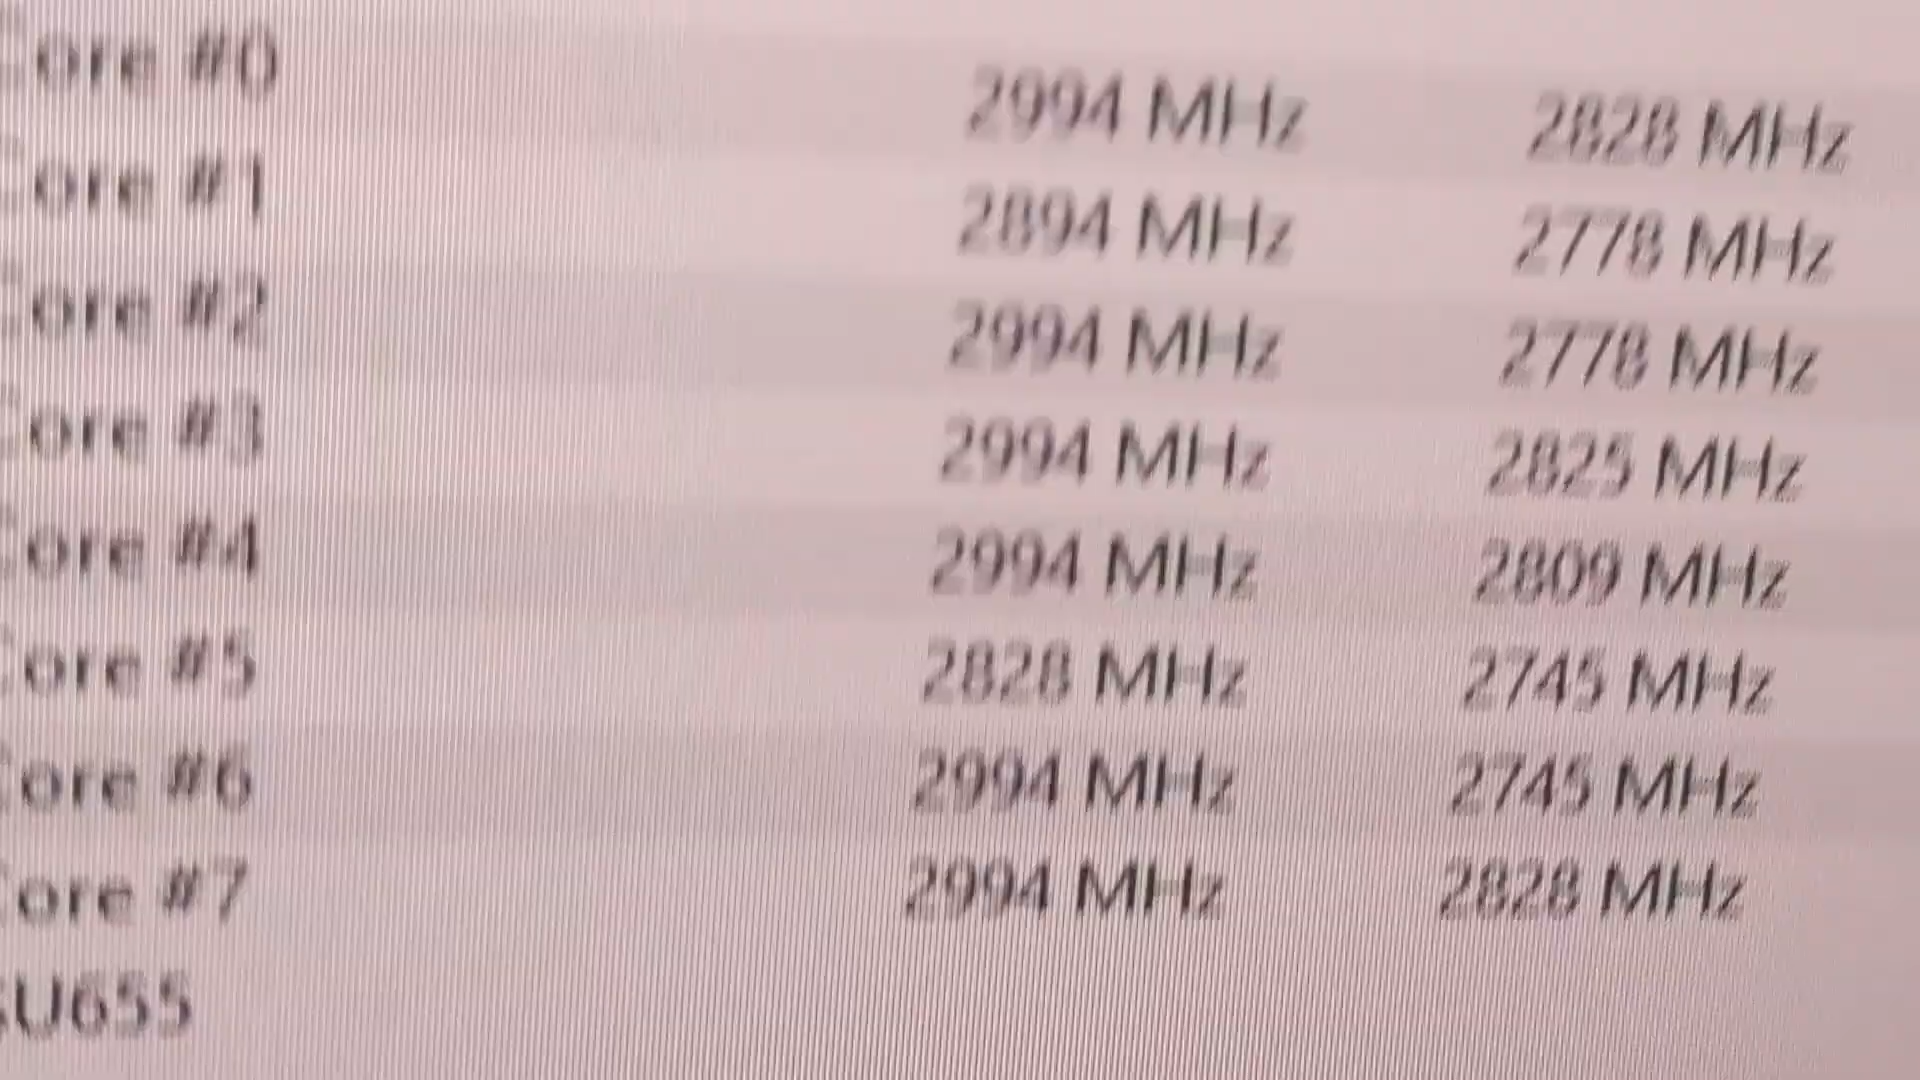 Core #0 2994 MHz 2828 MHz
Core #1 2894 MHz 2778 MHz
Core #2 2994 MHz 2778 MHz
Core #3 2994 MHz 2825 MHz
Core #4 2994 MHz 2809 MHz
Core #5 2828 MHz 2745 MHz
Core #6 2994 MHz 2745 MHz
Core #7 2994 MHz 2828 MHz
SU655